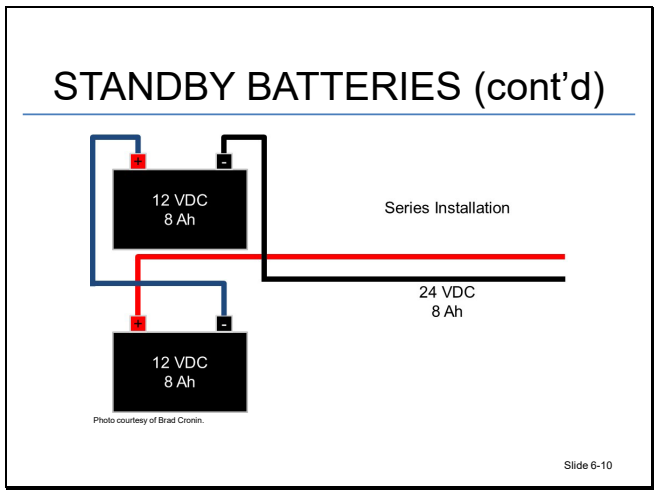 STANDBY BATTERIES (cont’d)
+
-
12 VDC
8 Ah
Series Installation
24 VDC
8 Ah
+
-
12 VDC
8 Ah
Photo courtesy of Brad Cronin.
Slide 6-10